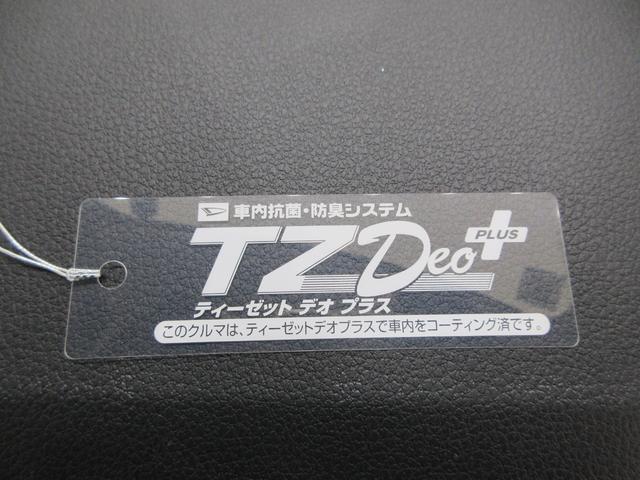 車内抗菌・防臭システム
TZ Deo PLUS
ティーゼット デオ プラス
このクルマは、ティーゼットデオプラスで車内をコーティング済です。